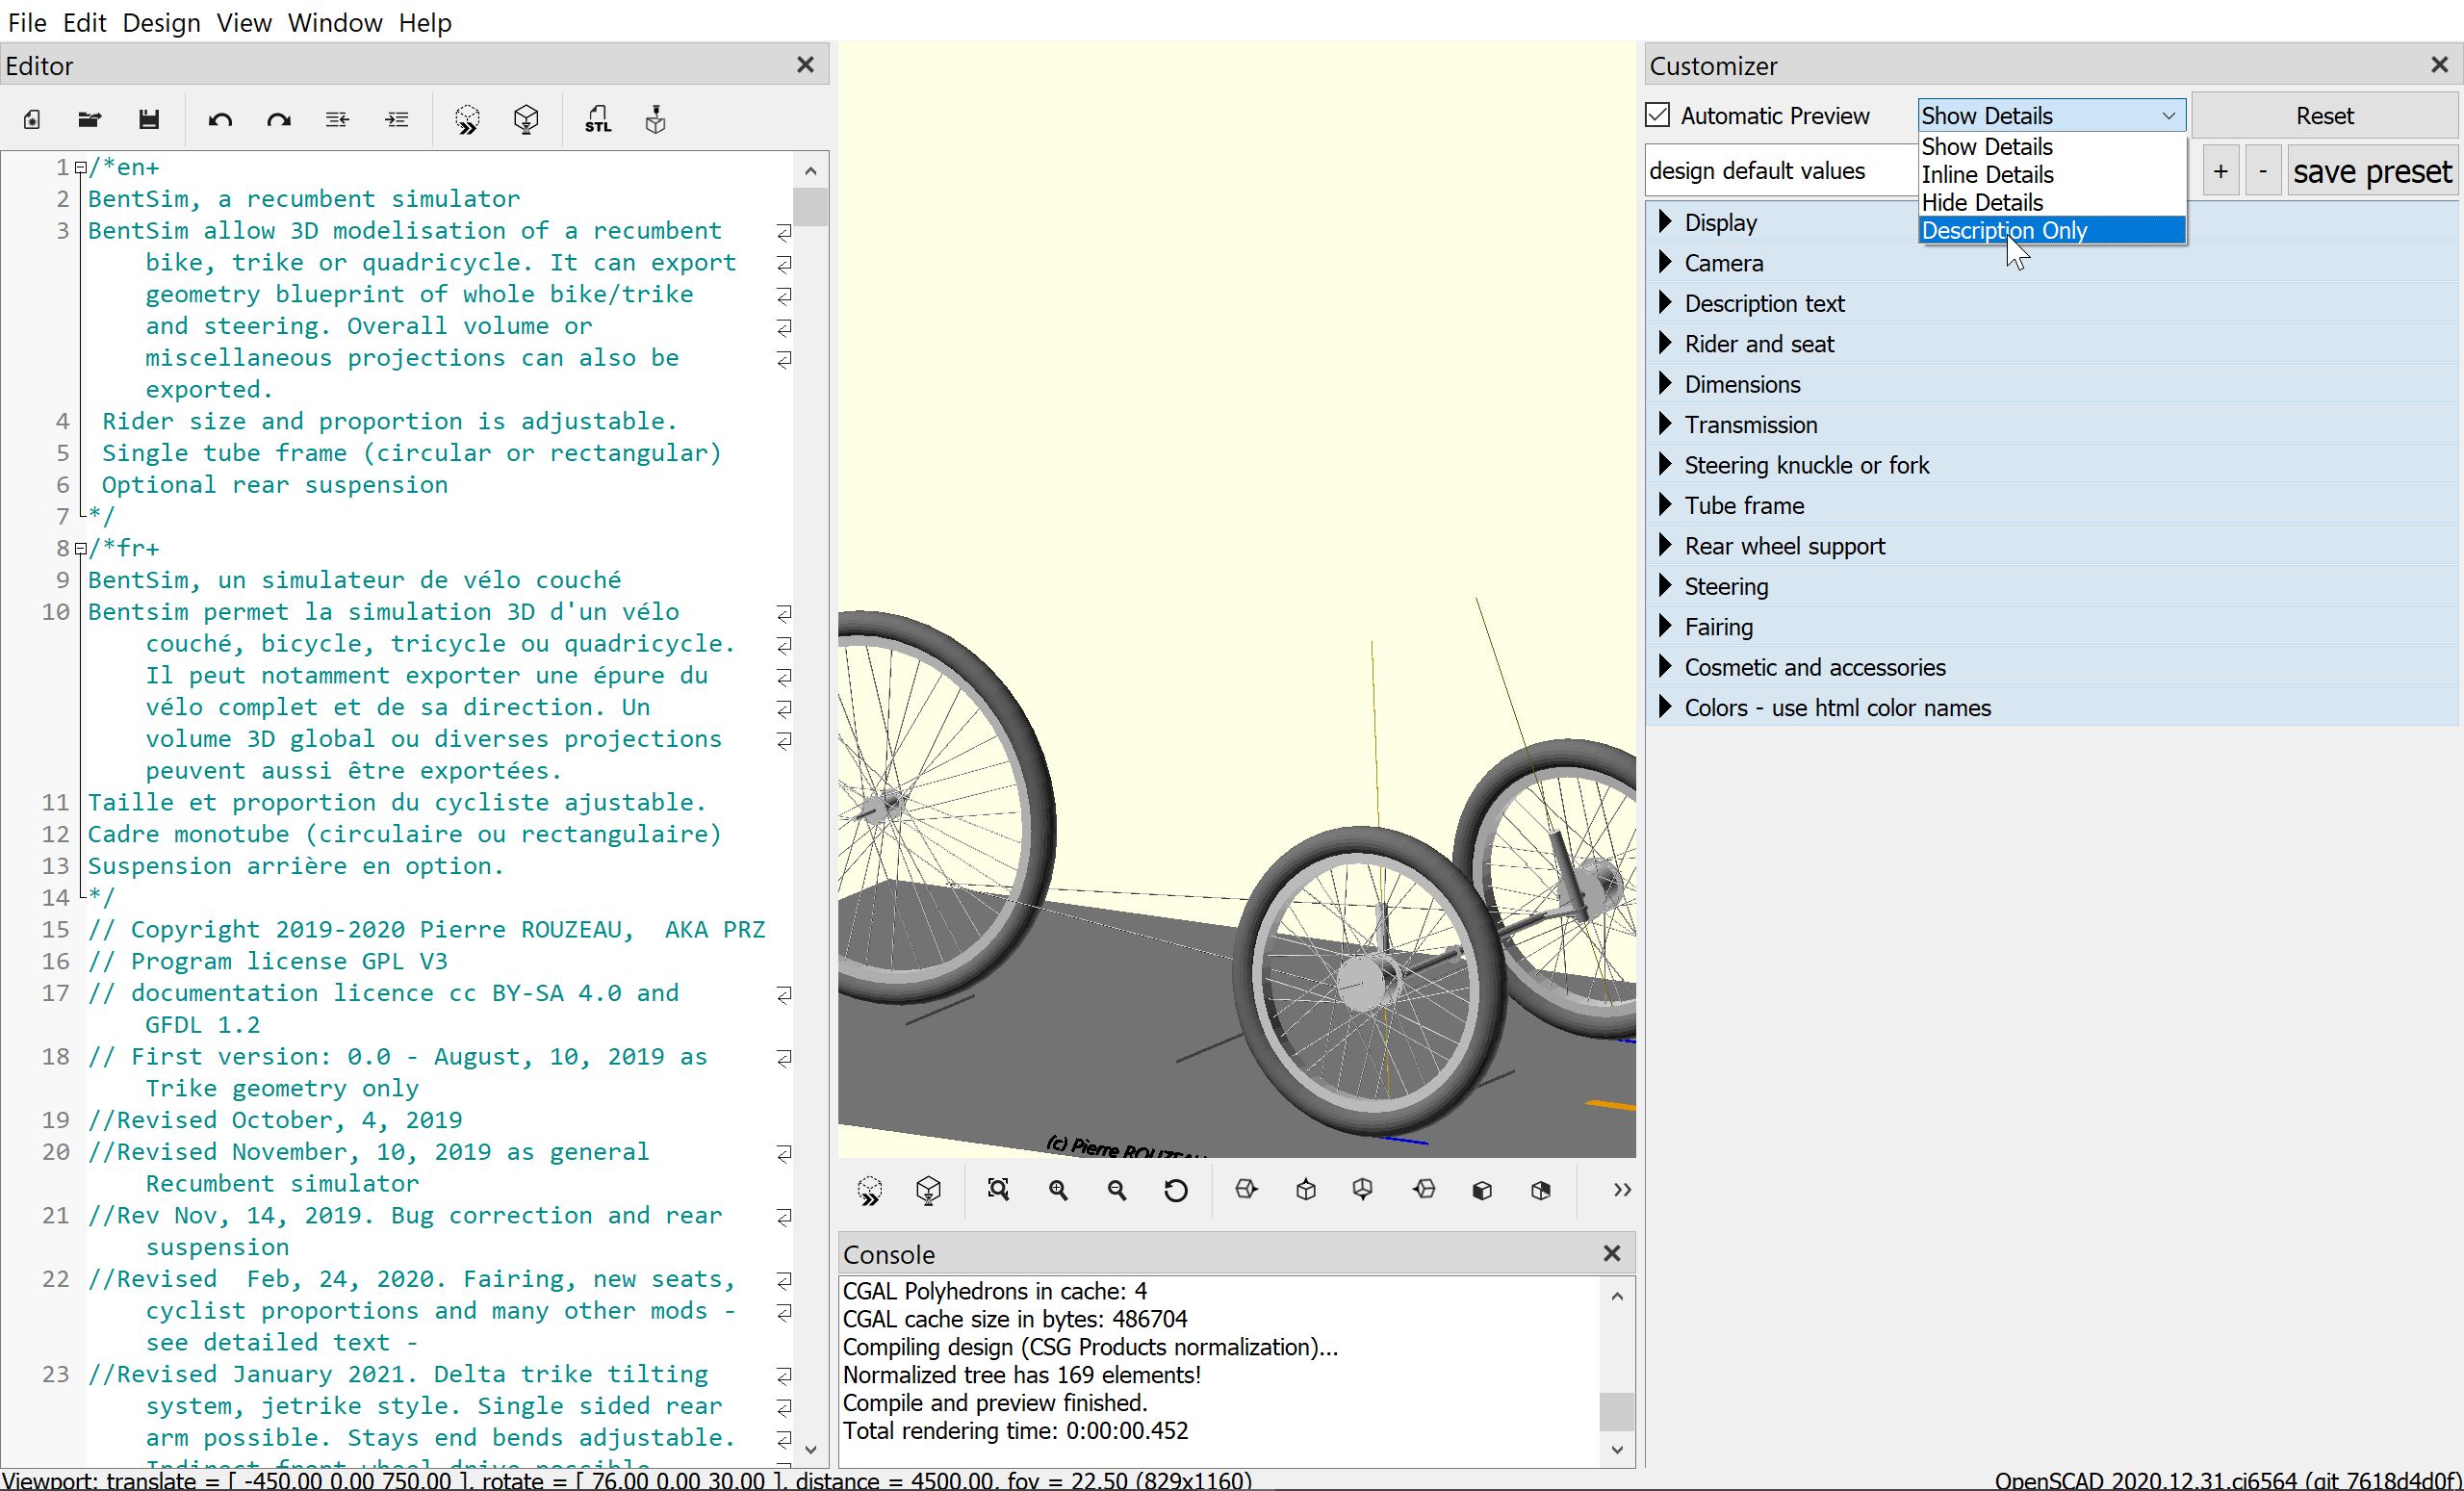 File Edit Design View Window Help
Editor
STL
1 /*en+
2 BentSim, a recumbent simulator
3 BentSim allow 3D modelisation of a recumbent
bike, trike or quadricycle. It can export
geometry blueprint of whole bike/trike
and steering. Overall volume or
miscellaneous projections can also be
exported.
4 Rider size and proportion is adjustable.
5 Single tube frame (circular or rectangular)
6 Optional rear suspension
7 */
8 /*fr+
9 BentSim, un simulateur de vélo couché
10 Bentsim permet la simulation 3D d'un vélo
couché, bicycle, tricycle ou quadricycle.
Il peut notamment exporter une épure du
vélo complet et de sa direction. Un
volume 3D global ou diverses projections
peuvent aussi être exportées.
11 Taille et proportion du cycliste ajustable.
12 Cadre monotube (circulaire ou rectangulaire)
13 Suspension arrière en option.
14 */
15 // Copyright 2019-2020 Pierre ROUZEAU, AKA PRZ
16 // Program license GPL V3
17 // documentation licence cc BY-SA 4.0 and
GFDL 1.2
18 // First version: 0.0 - August, 10, 2019 as
Trike geometry only
19 //Revised October, 4, 2019
20 //Revised November, 10, 2019 as general
Recumbent simulator
21 //Rev Nov, 14, 2019. Bug correction and rear
suspension
22 //Revised Feb, 24, 2020. Fairing, new seats,
cyclist proportions and many other mods -
see detailed text -
23 //Revised January 2021. Delta trike tilting
system, jetrike style. Single sided rear
arm possible. Stays end bends adjustable.
Indirect front wheel drive possible
(c) Pierre ROUZEAU
Console
CGAL Polyhedrons in cache: 4
CGAL cache size in bytes: 486704
Compiling design (CSG Products normalization)...
Normalized tree has 169 elements!
Compile and preview finished.
Total rendering time: 0:00:00.452
Customizer
Automatic Preview
Show Details
Reset
Show Details
Inline Details
Hide Details
Description Only
design default values
+
-
save preset
Display
Camera
Description text
Rider and seat
Dimensions
Transmission
Steering knuckle or fork
Tube frame
Rear wheel support
Steering
Fairing
Cosmetic and accessories
Colors - use html color names
Viewport: translate = [ -450.00 0.00 750.00 ], rotate = [ 76.00 0.00 30.00 ], distance = 4500.00, fov = 22.50 (829x1160)
OpenSCAD 2020.12.31.ci6564 (git 7618d4d0f)